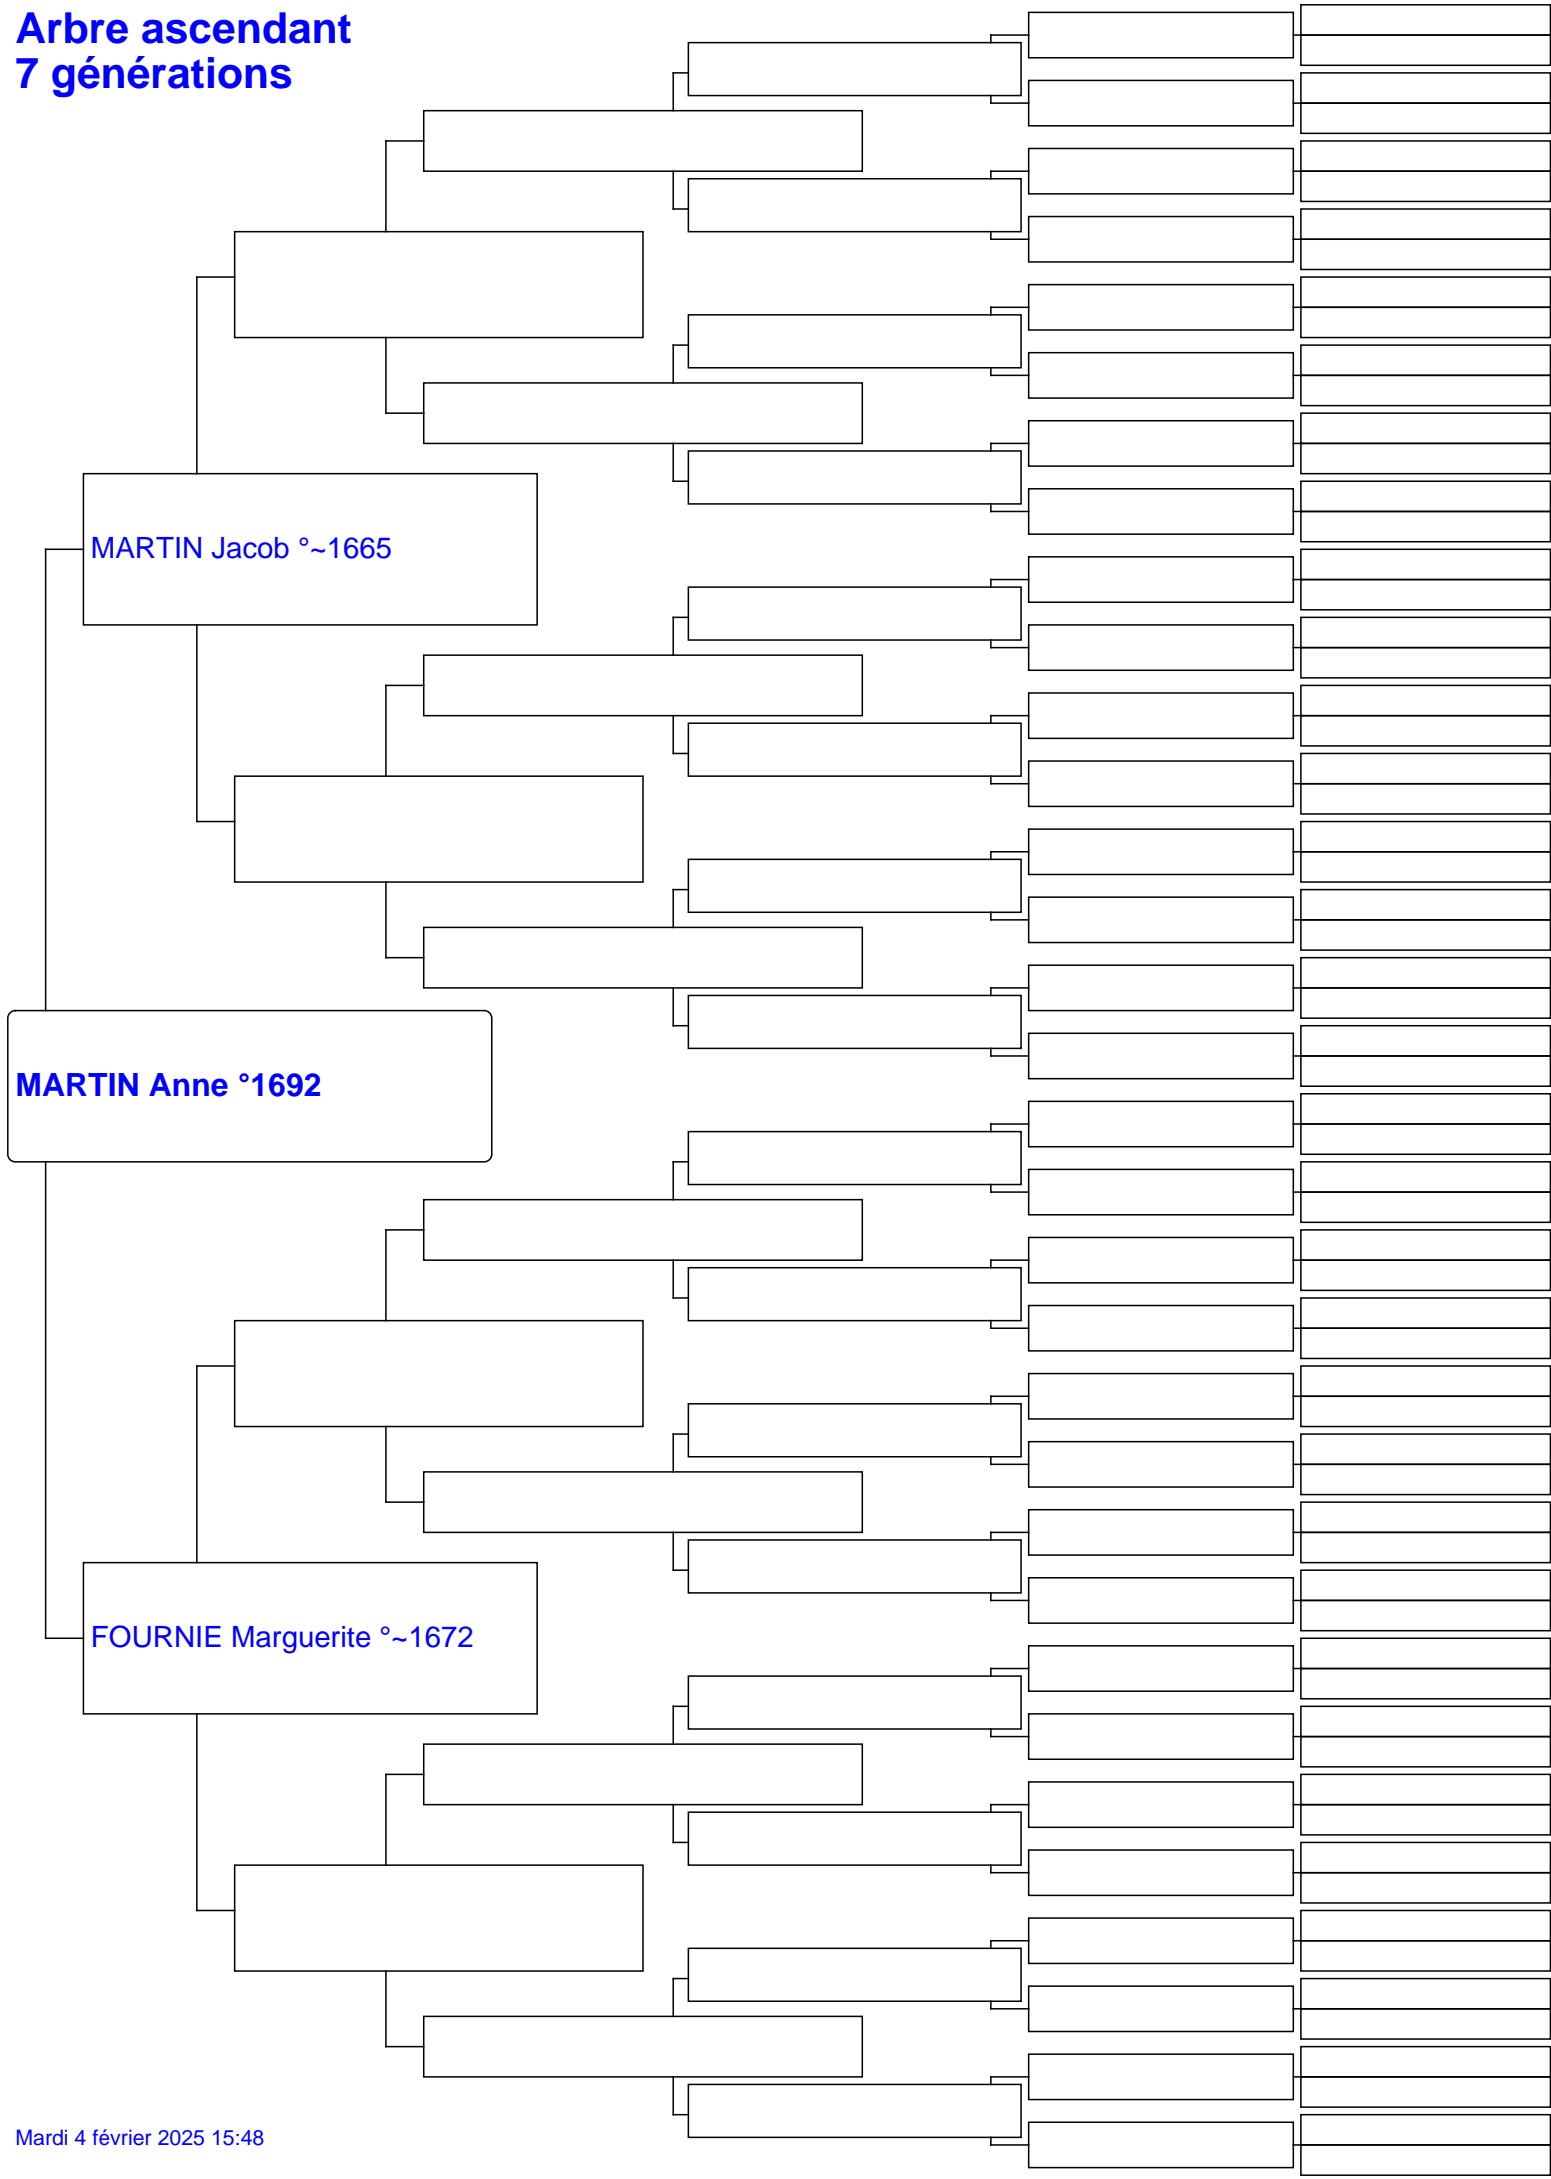 Arbre ascendant
7 générations
MARTIN Jacob °~1665
MARTIN Anne °1692
FOURNIE Marguerite °~1672
Mardi 4 février 2025 15:48